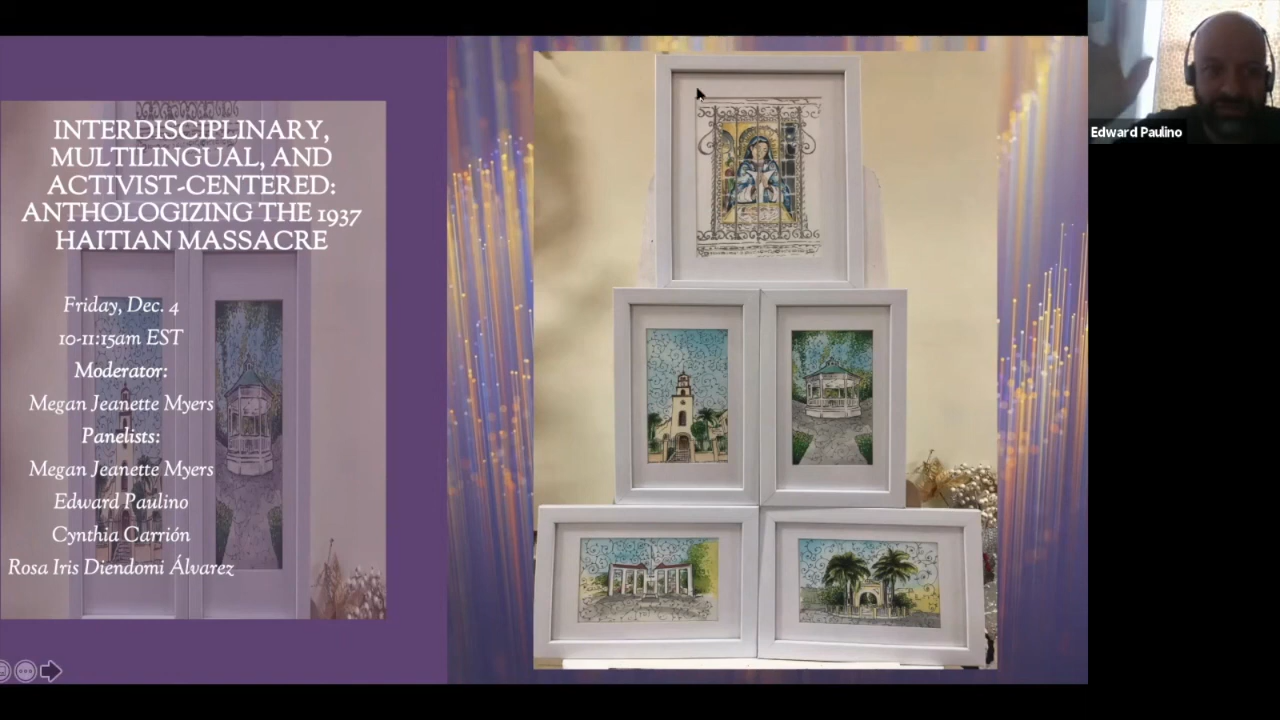 INTERDISCIPLINARY,
MULTILINGUAL, AND
ACTIVIST-CENTERED:
ANTHOLOGIZING THE 1937
HAITIAN MASSACRE
Friday, Dec. 4
10-11:15am EST
Moderator:
Megan Jeanette Myers
Panelists:
Megan Jeanette Myers
Edward Paulino
Cynthia Carrión
Rosa Iris Diendomi Álvarez
Edward Paulino